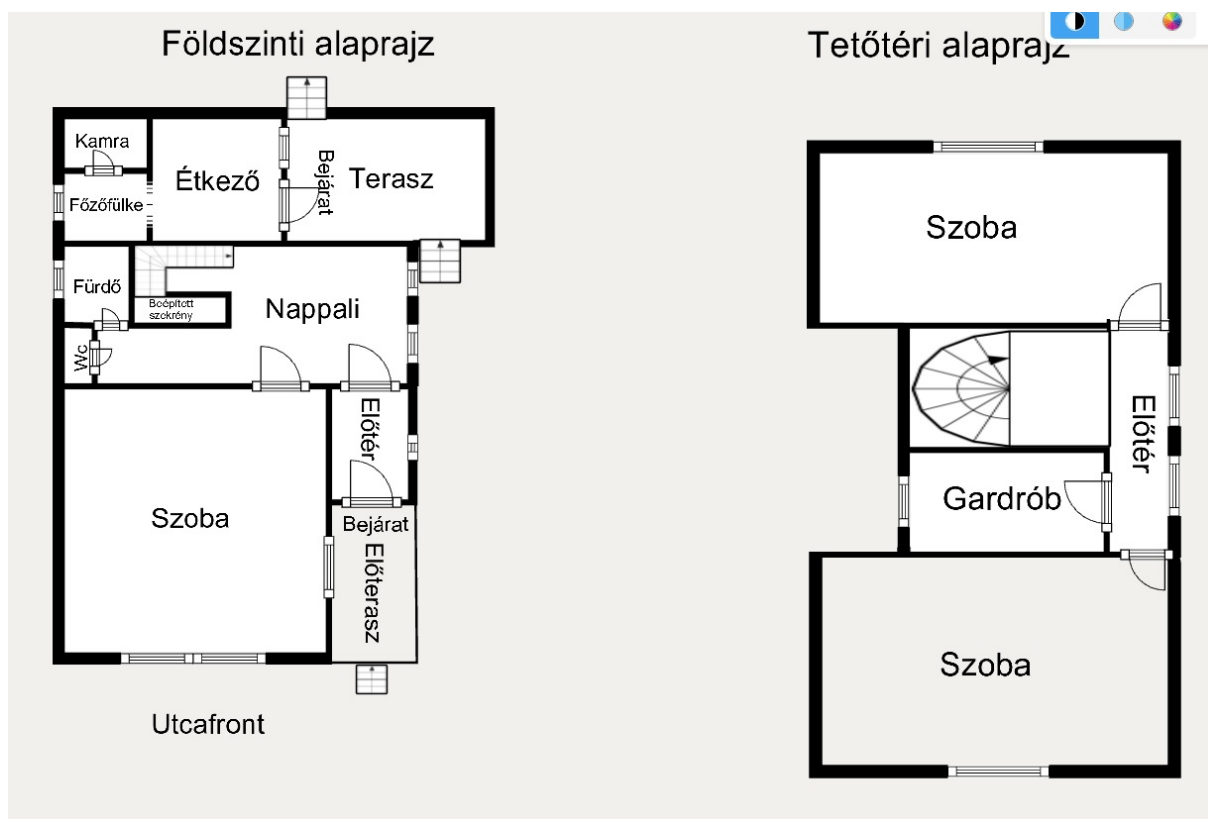 Földszinti alaprajz
Kamra
Étkező
Bejárat
Terasz
Főzőfülke
Fürdő
Beépített
szekrény
Nappali
Wc
Előtér
Szoba
Bejárat
Előterasz
Utcafront
Tetőtéri alaprajz
Szoba
Előtér
Gardrób
Szoba